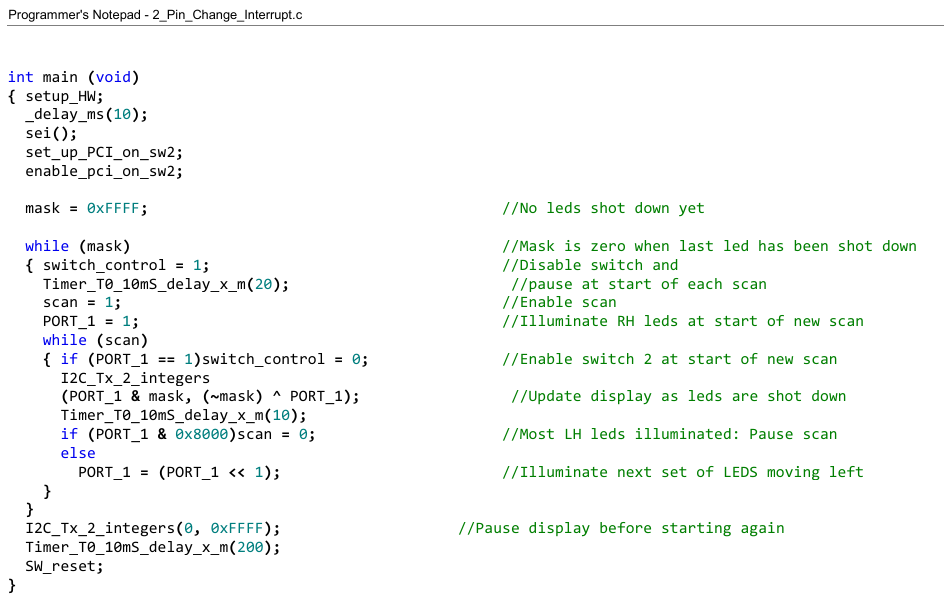 Programmer's Notepad - 2_Pin_Change_Interrupt.c
int main (void)
{ setup_HW;
_delay_ms(10);
sei();
set_up_PCI_on_sw2;
enable_pci_on_sw2;
mask = 0xFFFF; //No leds shot down yet
while (mask) //Mask is zero when last led has been shot down
{ switch_control = 1; //Disable switch and
Timer_T0_10mS_delay_x_m(20); //pause at start of each scan
scan = 1; //Enable scan
PORT_1 = 1; //Illuminate RH leds at start of new scan
while (scan)
{ if (PORT_1 == 1)switch_control = 0; //Enable switch 2 at start of new scan
I2C_Tx_2_integers
(PORT_1 & mask, (~mask) ^ PORT_1); //Update display as leds are shot down
Timer_T0_10mS_delay_x_m(10);
if (PORT_1 & 0x8000)scan = 0; //Most LH leds illuminated: Pause scan
else
PORT_1 = (PORT_1 << 1); //Illuminate next set of LEDS moving left
}
}
I2C_Tx_2_integers(0, 0xFFFF); //Pause display before starting again
Timer_T0_10mS_delay_x_m(200);
SW_reset;
}